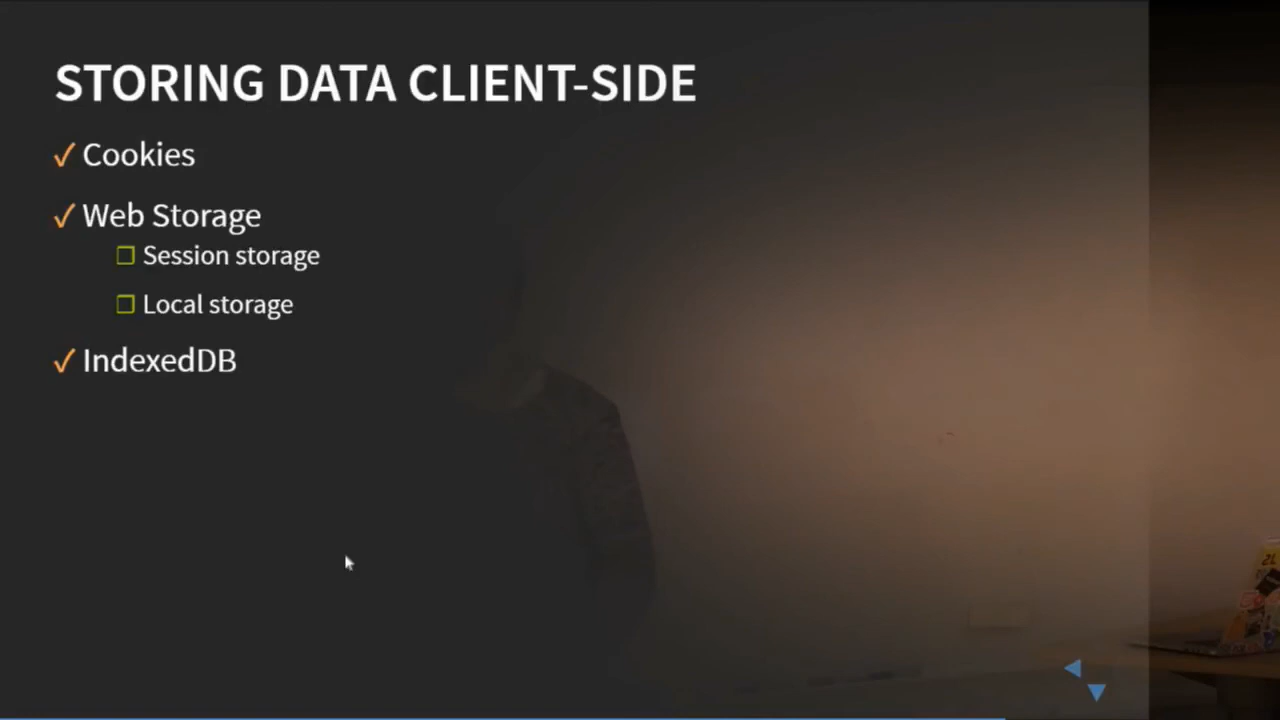 STORING DATA CLIENT-SIDE
✓ Cookies
✓ Web Storage
❐ Session storage
❐ Local storage
✓ IndexedDB